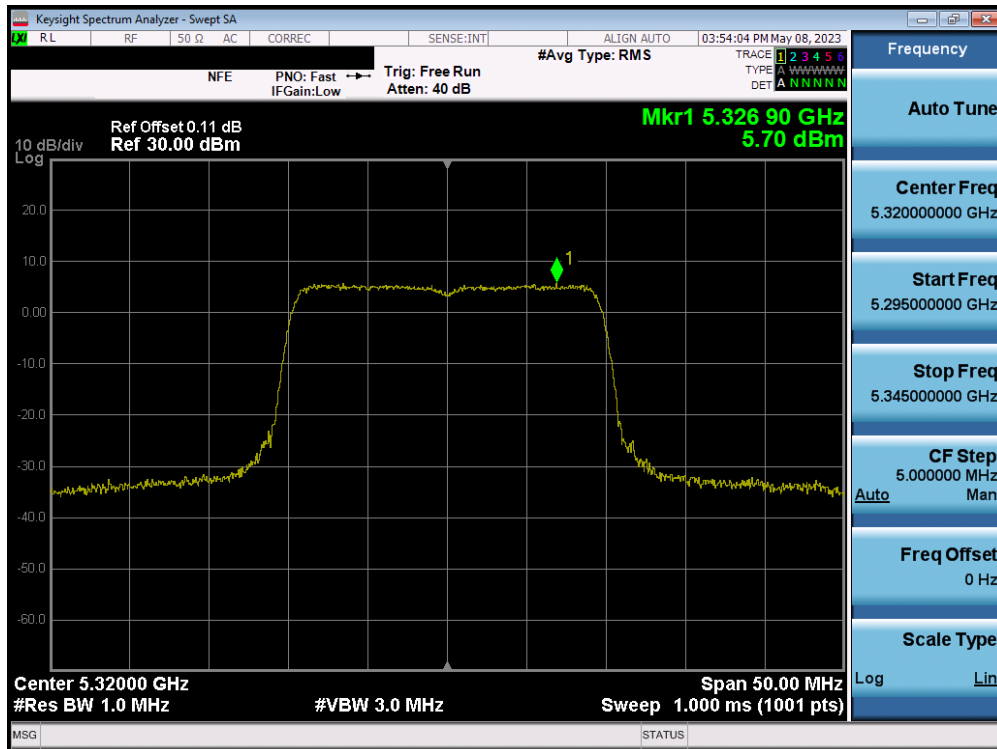 Keysight Spectrum Analyzer - Swept SA
LXI RL RF 50 Ω AC CORREC SENSE:INT ALIGN AUTO 03:54:04 PM May 08, 2023
Frequency
#Avg Type: RMS
TRACE 1 2 3 4 5 6
TYPE A WWWWW
DET A N N N N N
NFE
PNO: Fast
IFGain:Low
Trig: Free Run
Atten: 40 dB
Auto Tune
Mkr1 5.326 90 GHz
5.70 dBm
Ref Offset 0.11 dB
10 dB/div Ref 30.00 dBm
Log
1
20.0
10.0
0.00
-10.0
-20.0
-30.0
-40.0
-50.0
-60.0
Center Freq
5.320000000 GHz
Start Freq
5.295000000 GHz
Stop Freq
5.345000000 GHz
CF Step
5.000000 MHz
Auto Man
Freq Offset
0 Hz
Scale Type
Log Lin
Center 5.32000 GHz Span 50.00 MHz
#Res BW 1.0 MHz #VBW 3.0 MHz Sweep 1.000 ms (1001 pts)
MSG STATUS